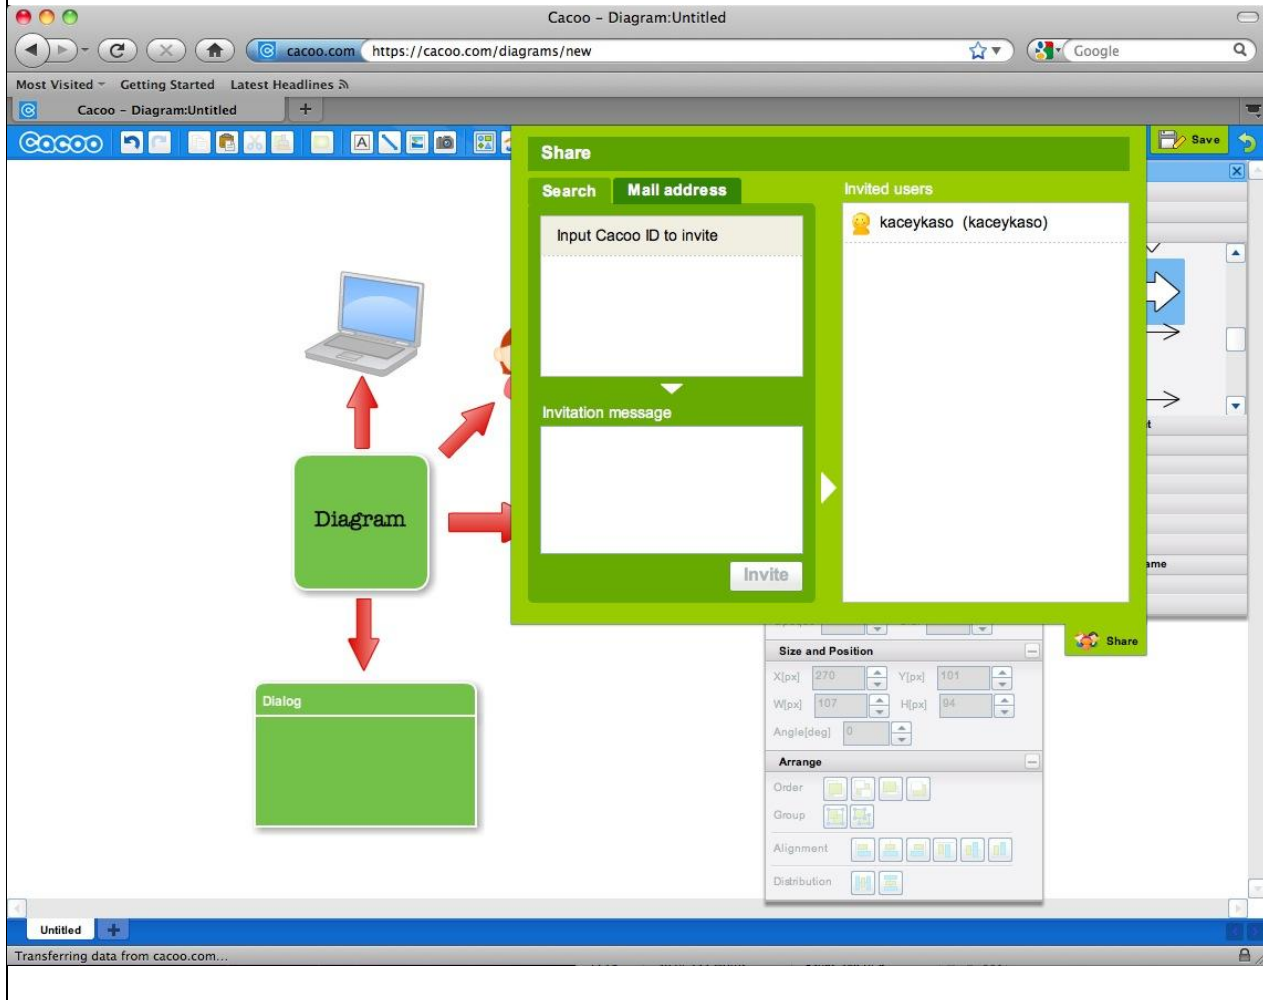 Cacoo – Diagram:Untitled
cacoo.com https://cacoo.com/diagrams/new Google
Most Visited Getting Started Latest Headlines
Cacoo – Diagram:Untitled +
Cacoo A Save
Share
Search Mail address Invited users
Input Cacoo ID to invite
kaceykaso (kaceykaso)
Invitation message
Invite
Share
Diagram
Dialog
Size and Position
X[px] 270 Y[px] 101
W[px] 107 H[px] 94
Angle[deg] 0
Arrange
Order
Group
Alignment
Distribution
Untitled +
Transferring data from cacoo.com...